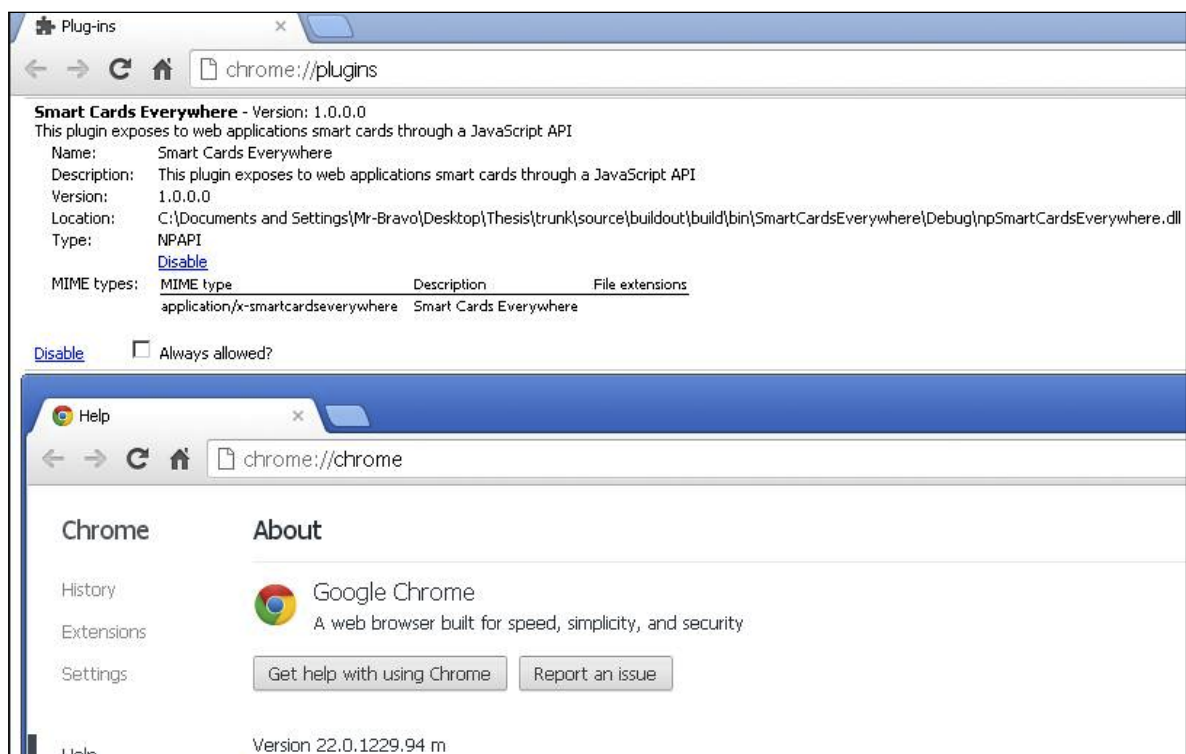 Plug-ins
chrome://plugins
Smart Cards Everywhere - Version: 1.0.0.0
This plugin exposes to web applications smart cards through a JavaScript API
Name: Smart Cards Everywhere
Description: This plugin exposes to web applications smart cards through a JavaScript API
Version: 1.0.0.0
Location: C:\Documents and Settings\Mr-Bravo\Desktop\Thesis\trunk\source\buildout\build\bin\SmartCardsEverywhere\Debug\npSmartCardsEverywhere.dll
Type: NPAPI
Disable
MIME types: MIME type Description File extensions
application/x-smartcardseverywhere Smart Cards Everywhere
Disable Always allowed?
Help
chrome://chrome
Chrome About
History Google Chrome
A web browser built for speed, simplicity, and security
Extensions
Settings Get help with using Chrome Report an issue
Help Version 22.0.1229.94 m